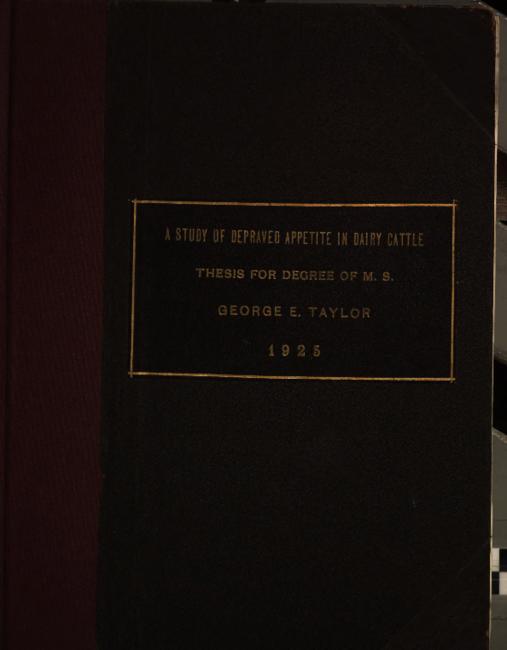 A STUDY OF DEPRAVED APPETITE IN DAIRY CATTLE
THESIS FOR DEGREE OF M. S.
GEORGE E. TAYLOR
1925